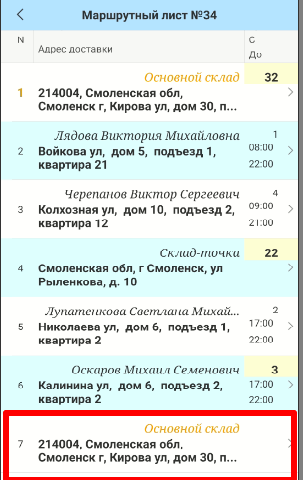 Маршрутный лист №34
N
Адрес доставки
С
До
Основной склад
32
1
214004, Смоленская обл,
Смоленск г, Кирова ул, дом 30, п...
Лядова Виктория Михайловна
1
2
Войкова ул, дом 5, подъезд 1,
квартира 21
08:00
22:00
Черепанов Виктор Сергеевич
4
3
Колхозная ул, дом 10, подъезд 2,
квартира 12
09:00
21:00
Склад-точки
22
4
Смоленская обл, г Смоленск, ул
Рыленкова, д. 10
Лупатенкова Светлана Михай...
2
5
Николаева ул, дом 6, подъезд 1,
квартира 2
17:00
22:00
Оскаров Михаил Семенович
3
6
Калинина ул, дом 6, подъезд 2,
квартира 2
17:00
22:00
Основной склад
7
214004, Смоленская обл,
Смоленск г, Кирова ул, дом 30, п...